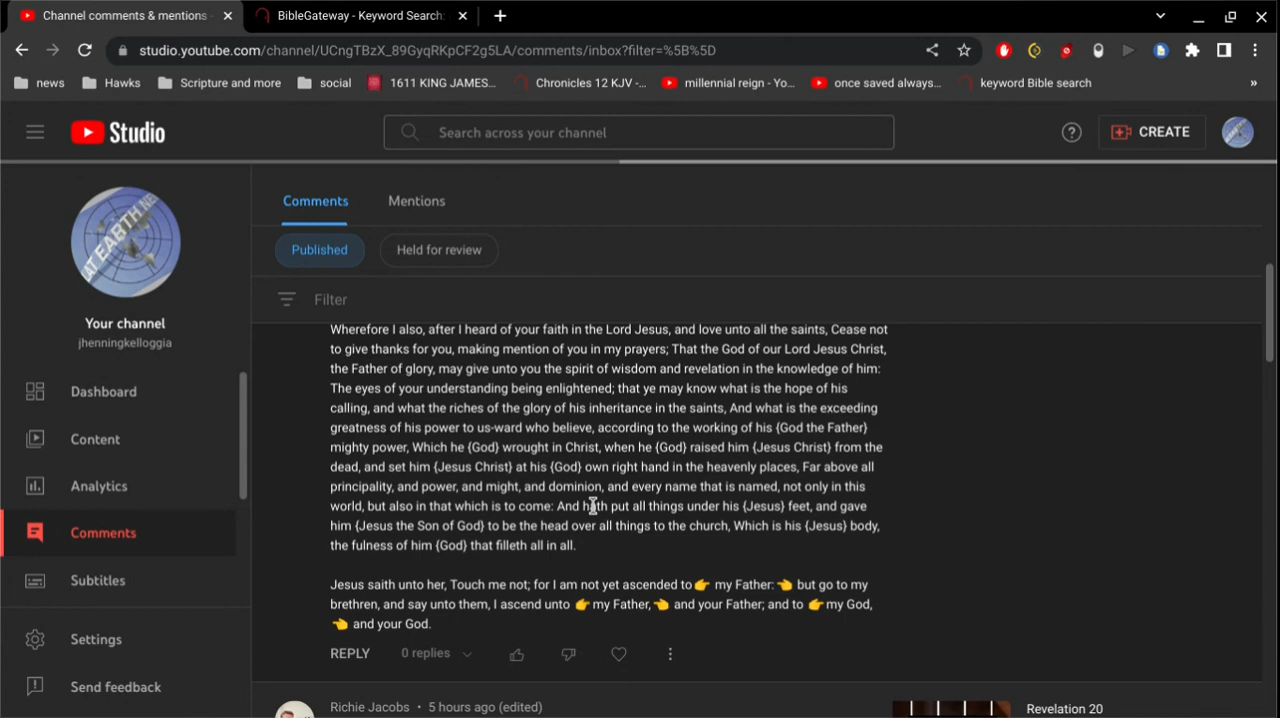 Channel comments & mentions
BibleGateway - Keyword Search:
studio.youtube.com/channel/UCngTBzX_89GyqRKpCF2g5LA/comments/inbox?filter=%5B%5D
news
Hawks
Scripture and more
social
1611 KING JAMES...
Chronicles 12 KJV -...
millennial reign - Yo...
once saved always...
keyword Bible search
»
Studio
Search across your channel
CREATE
AT EARTH NE
Your channel
jhenningkelloggia
Dashboard
Content
Analytics
Comments
Subtitles
Settings
Send feedback
Comments
Mentions
Published
Held for review
Filter
Wherefore I also, after I heard of your faith in the Lord Jesus, and love unto all the saints, Cease not
to give thanks for you, making mention of you in my prayers; That the God of our Lord Jesus Christ,
the Father of glory, may give unto you the spirit of wisdom and revelation in the knowledge of him:
The eyes of your understanding being enlightened; that ye may know what is the hope of his
calling, and what the riches of the glory of his inheritance in the saints, And what is the exceeding
greatness of his power to us-ward who believe, according to the working of his {God the Father}
mighty power, Which he {God} wrought in Christ, when he {God} raised him {Jesus Christ} from the
dead, and set him {Jesus Christ} at his {God} own right hand in the heavenly places, Far above all
principality, and power, and might, and dominion, and every name that is named, not only in this
world, but also in that which is to come: And hath put all things under his {Jesus} feet, and gave
him {Jesus the Son of God} to be the head over all things to the church, Which is his {Jesus} body,
the fulness of him {God} that filleth all in all.
Jesus saith unto her, Touch me not; for I am not yet ascended to 👉 my Father: 👈 but go to my
brethren, and say unto them, I ascend unto 👉 my Father, 👈 and your Father; and to 👉 my God,
👈 and your God.
REPLY
0 replies
Richie Jacobs • 5 hours ago (edited)
Revelation 20